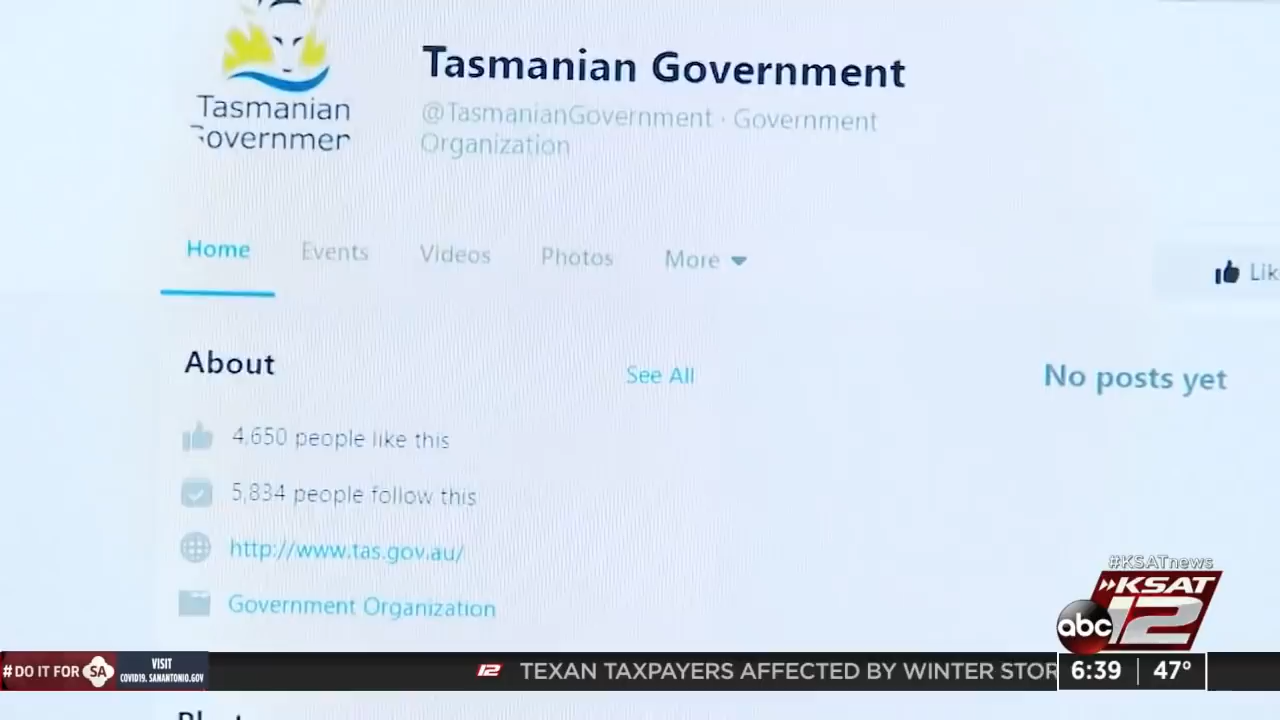 Tasmanian Government
@TasmanianGovernment · Government
Organization
Tasmanian
Governmen
Home
Events
Videos
Photos
More
Lik
About
See All
No posts yet
4,650 people like this
5,834 people follow this
http://www.tas.gov.au/
Government Organization
#KSATnews
KSAT
abc 12
#DO IT FOR SA
VISIT
COVID19. SANANTONIO.GOV
12 TEXAN TAXPAYERS AFFECTED BY WINTER STOR
6:39 47°